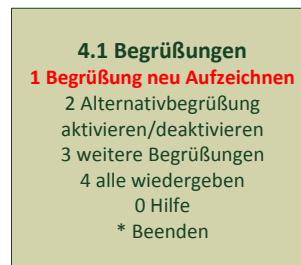 4.1 Begrüßungen
1 Begrüßung neu Aufzeichnen
2 Alternativbegrüßung
aktivieren/deaktivieren
3 weitere Begrüßungen
4 alle wiedergeben
0 Hilfe
* Beenden